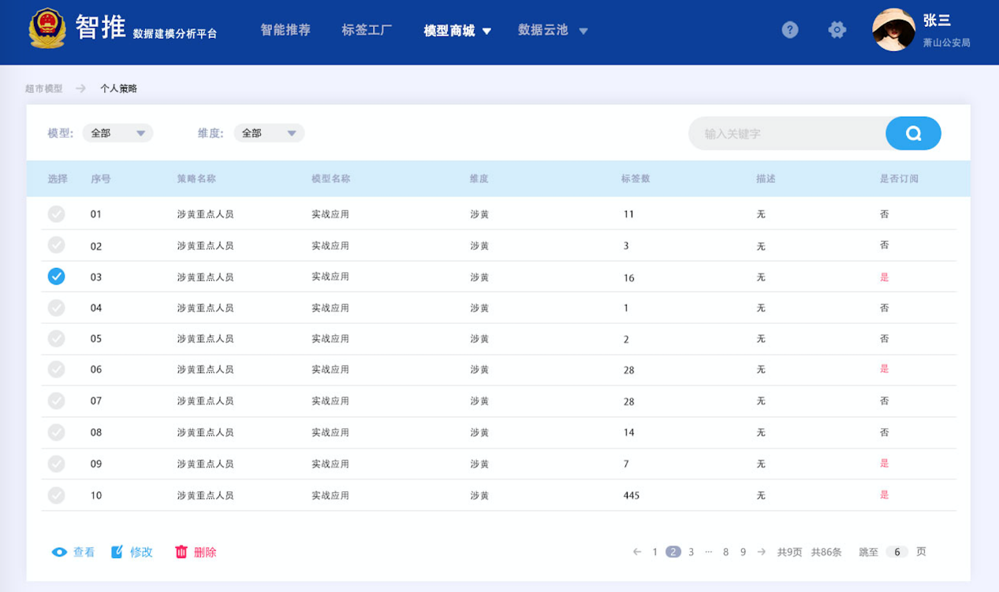 智推 数据建模分析平台 智能推荐 标签工厂 模型商城 数据云池 ? 张三
萧山公安局
超市模型 → 个人策略
模型: 全部 维度: 全部 输入关键字
选择 序号 策略名称 模型名称 维度 标签数 描述 是否订阅
01 涉黄重点人员 实战应用 涉黄 11 无 否
02 涉黄重点人员 实战应用 涉黄 3 无 否
03 涉黄重点人员 实战应用 涉黄 16 无 是
04 涉黄重点人员 实战应用 涉黄 1 无 否
05 涉黄重点人员 实战应用 涉黄 2 无 否
06 涉黄重点人员 实战应用 涉黄 28 无 是
07 涉黄重点人员 实战应用 涉黄 28 无 否
08 涉黄重点人员 实战应用 涉黄 14 无 否
09 涉黄重点人员 实战应用 涉黄 7 无 是
10 涉黄重点人员 实战应用 涉黄 445 无 是
查看 修改 删除 ← 1 2 3 ··· 8 9 → 共9页 共86条 跳至 6 页